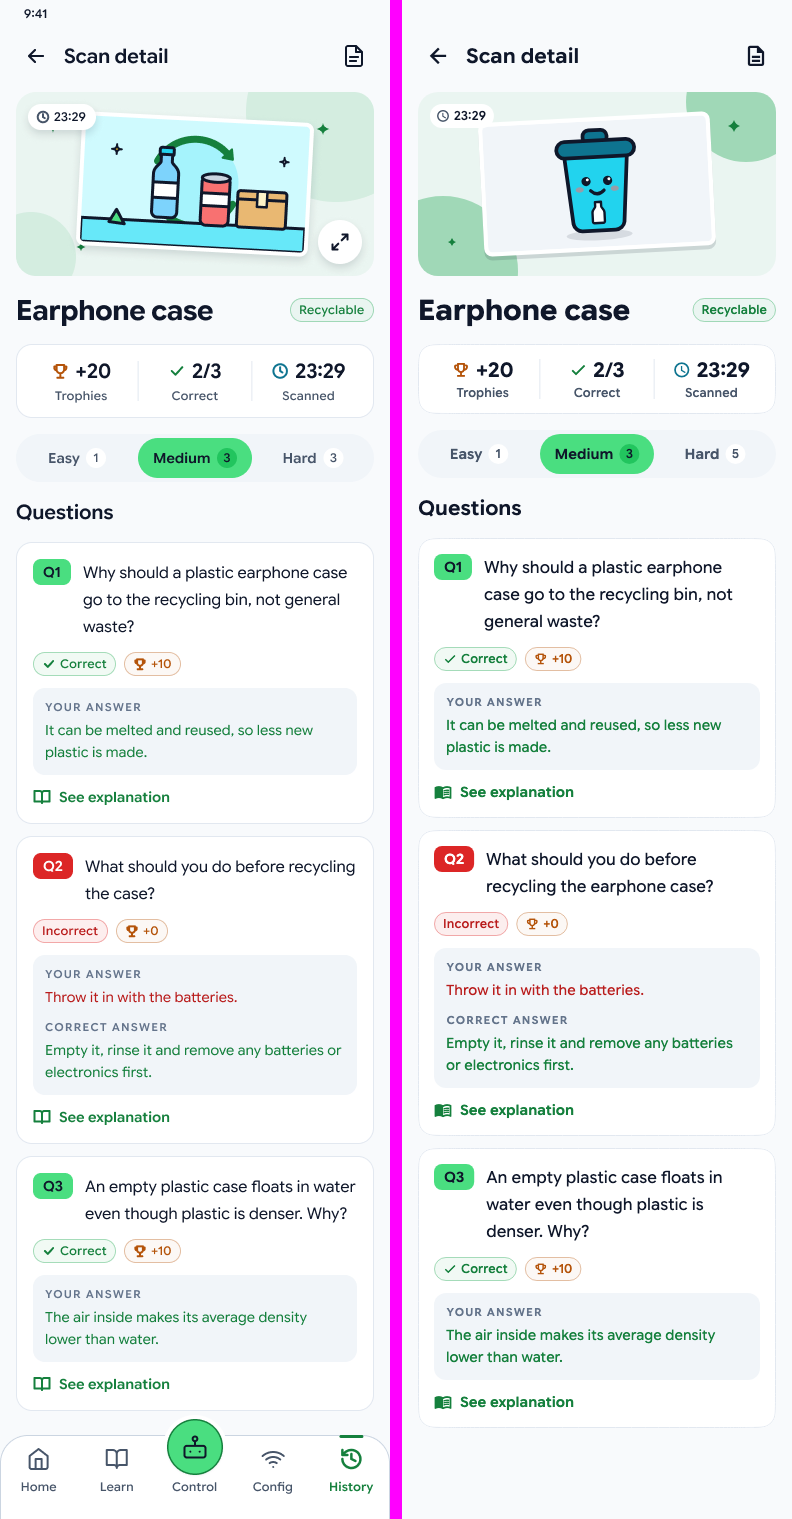 9:41
Scan detail
23:29
Earphone case
Recyclable
+20
2/3
23:29
Trophies
Correct
Scanned
Easy 1
Medium 3
Hard 3
Questions
Q1
Why should a plastic earphone case
go to the recycling bin, not general
waste?
Correct
+10
YOUR ANSWER
It can be melted and reused, so less new
plastic is made.
See explanation
Q2
What should you do before recycling
the case?
Incorrect
+0
YOUR ANSWER
Throw it in with the batteries.
CORRECT ANSWER
Empty it, rinse it and remove any batteries or
electronics first.
See explanation
Q3
An empty plastic case floats in water
even though plastic is denser. Why?
Correct
+10
YOUR ANSWER
The air inside makes its average density
lower than water.
See explanation
Home
Learn
Control
Config
History
Scan detail
23:29
Earphone case
Recyclable
+20
2/3
23:29
Trophies
Correct
Scanned
Easy 1
Medium 3
Hard 5
Questions
Q1
Why should a plastic earphone
case go to the recycling bin, not
general waste?
Correct
+10
YOUR ANSWER
It can be melted and reused, so less new
plastic is made.
See explanation
Q2
What should you do before
recycling the earphone case?
Incorrect
+0
YOUR ANSWER
Throw it in with the batteries.
CORRECT ANSWER
Empty it, rinse it and remove any batteries
or electronics first.
See explanation
Q3
An empty plastic case floats in
water even though plastic is
denser. Why?
Correct
+10
YOUR ANSWER
The air inside makes its average density
lower than water.
See explanation